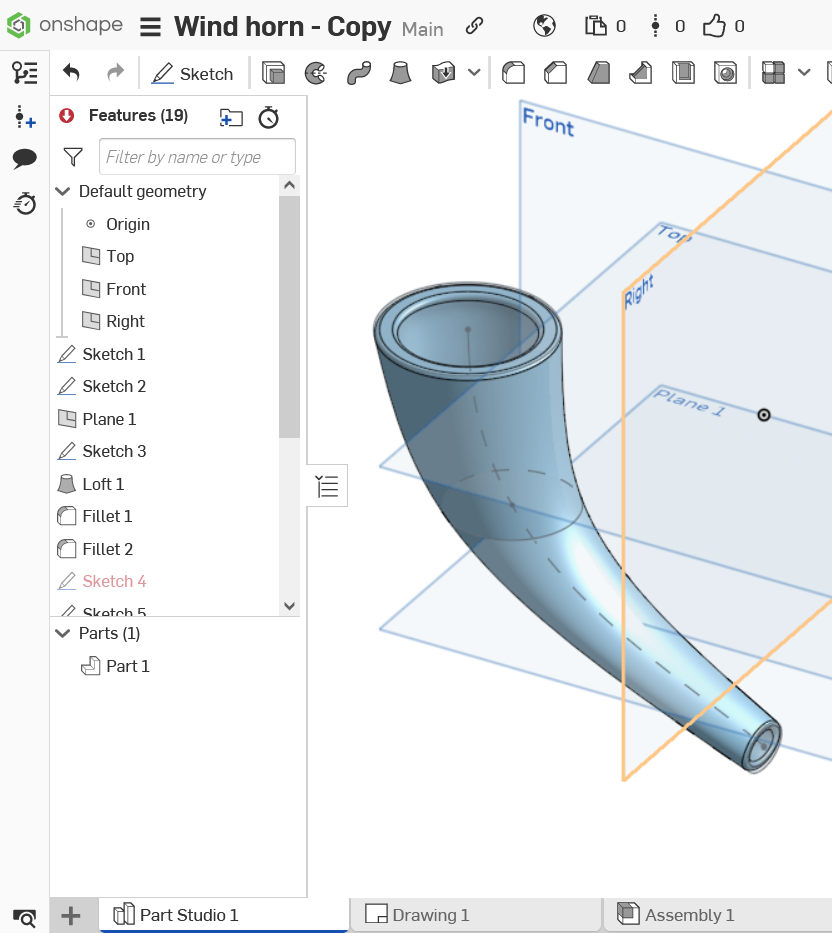 onshape Wind horn - Copy Main 0 0 0
Sketch
Features (19)
Filter by name or type
Default geometry
Origin
Top
Front
Right
Sketch 1
Sketch 2
Plane 1
Sketch 3
Loft 1
Fillet 1
Fillet 2
Sketch 4
Sketch 5
Parts (1)
Part 1
Front
Top
Right
Plane 1
Part Studio 1
Drawing 1
Assembly 1